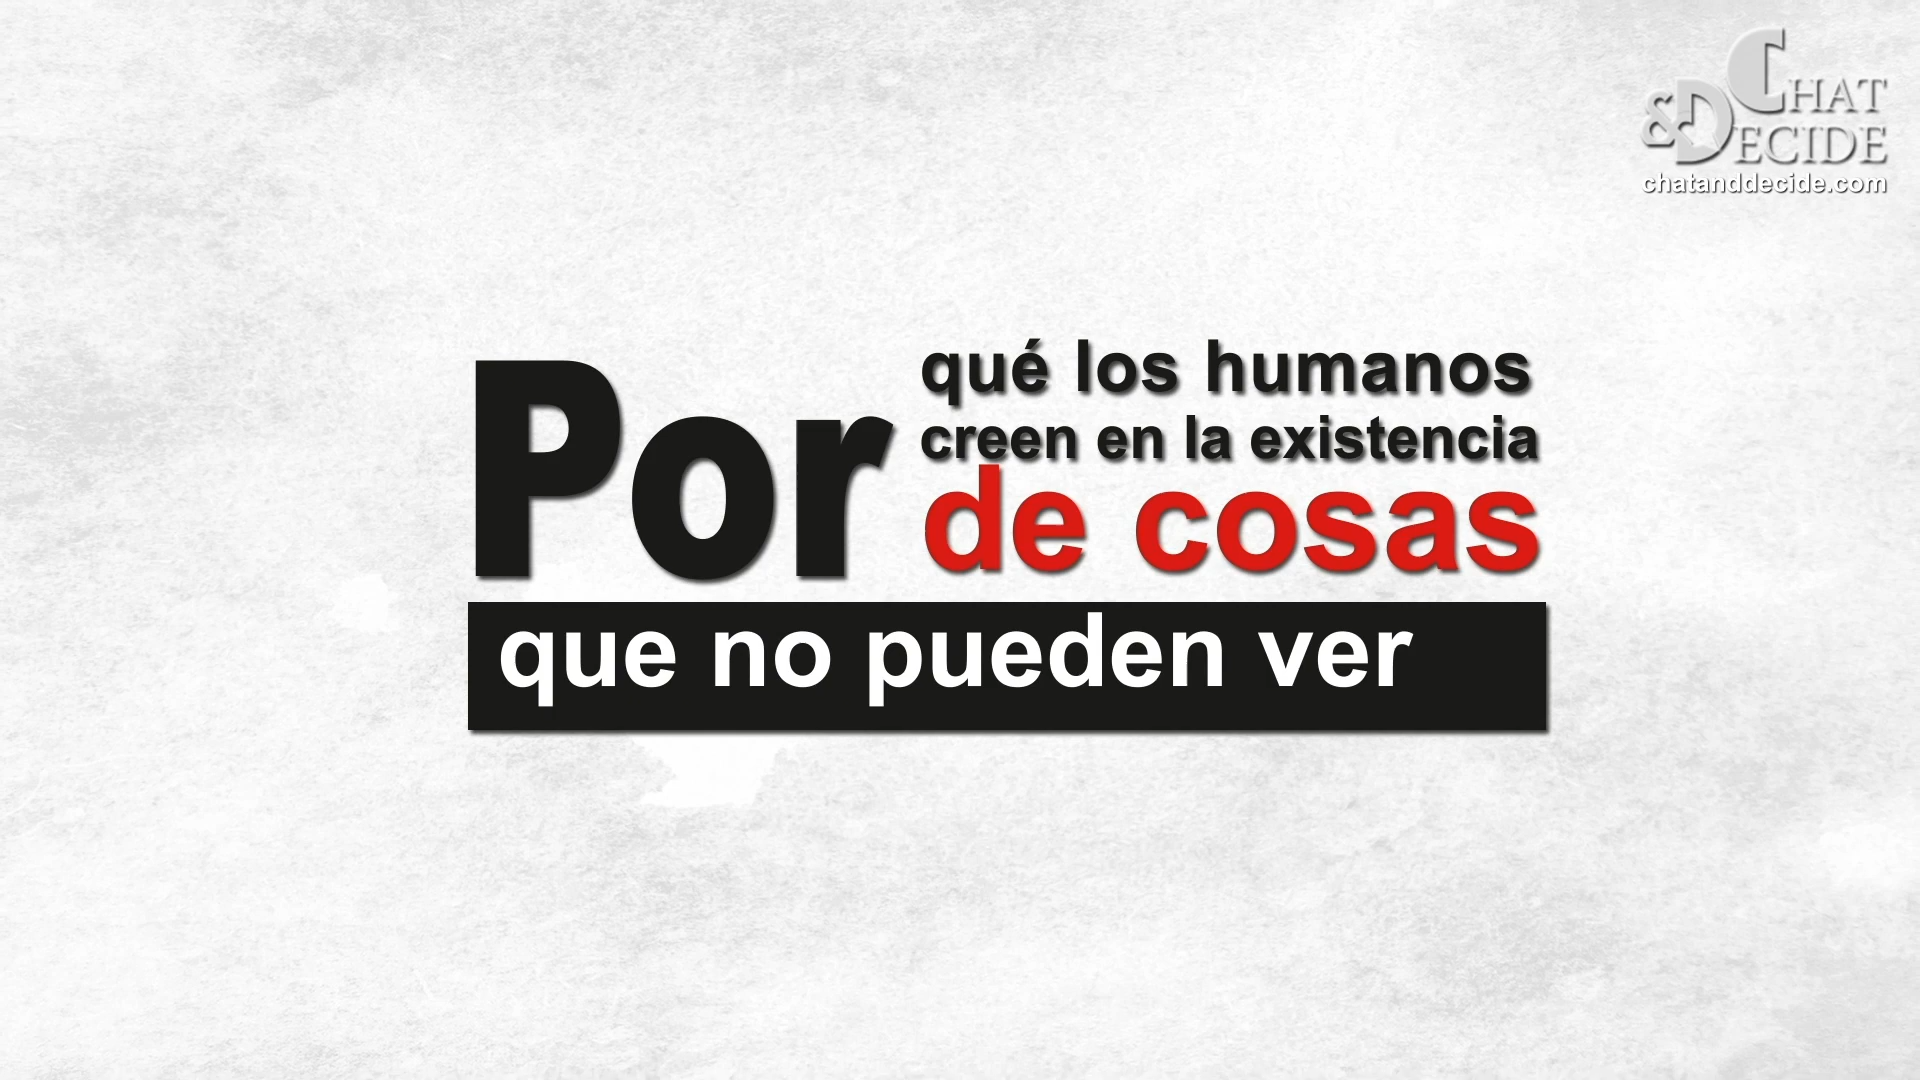 CHAT
& DECIDE
chatanddecide.com
Por
qué los humanos
creen en la existencia
de cosas
que no pueden ver